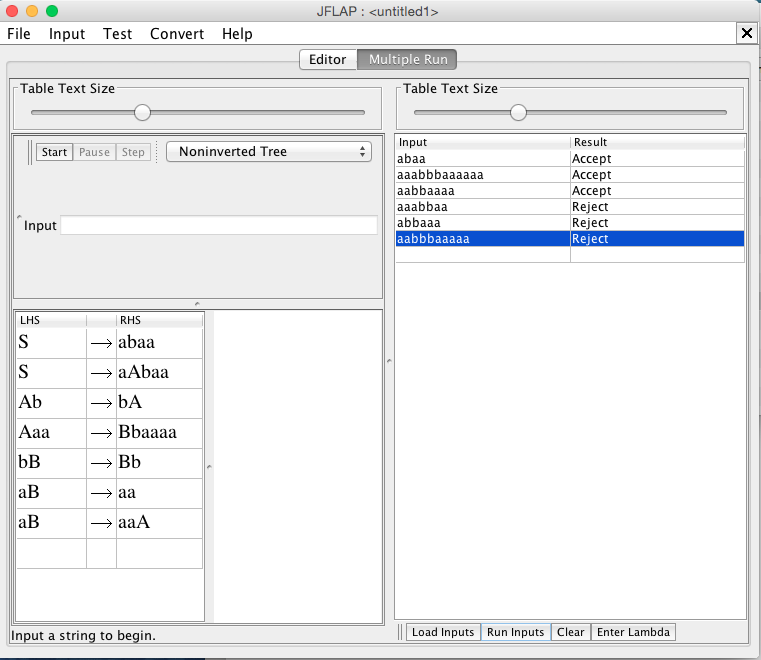 JFLAP : <untitled1>
File Input Test Convert Help
Editor Multiple Run
Table Text Size
Start Pause Step Noninverted Tree
Input
LHS RHS
S → abaa
S → aAbaa
Ab → bA
Aaa → Bbaaaa
bB → Bb
aB → aa
aB → aaA
Input a string to begin.
Table Text Size
Input Result
abaa Accept
aaabbbaaaaaa Accept
aabbaaaa Accept
aaabbaa Reject
abbaaa Reject
aabbbaaaaa Reject
Load Inputs Run Inputs Clear Enter Lambda